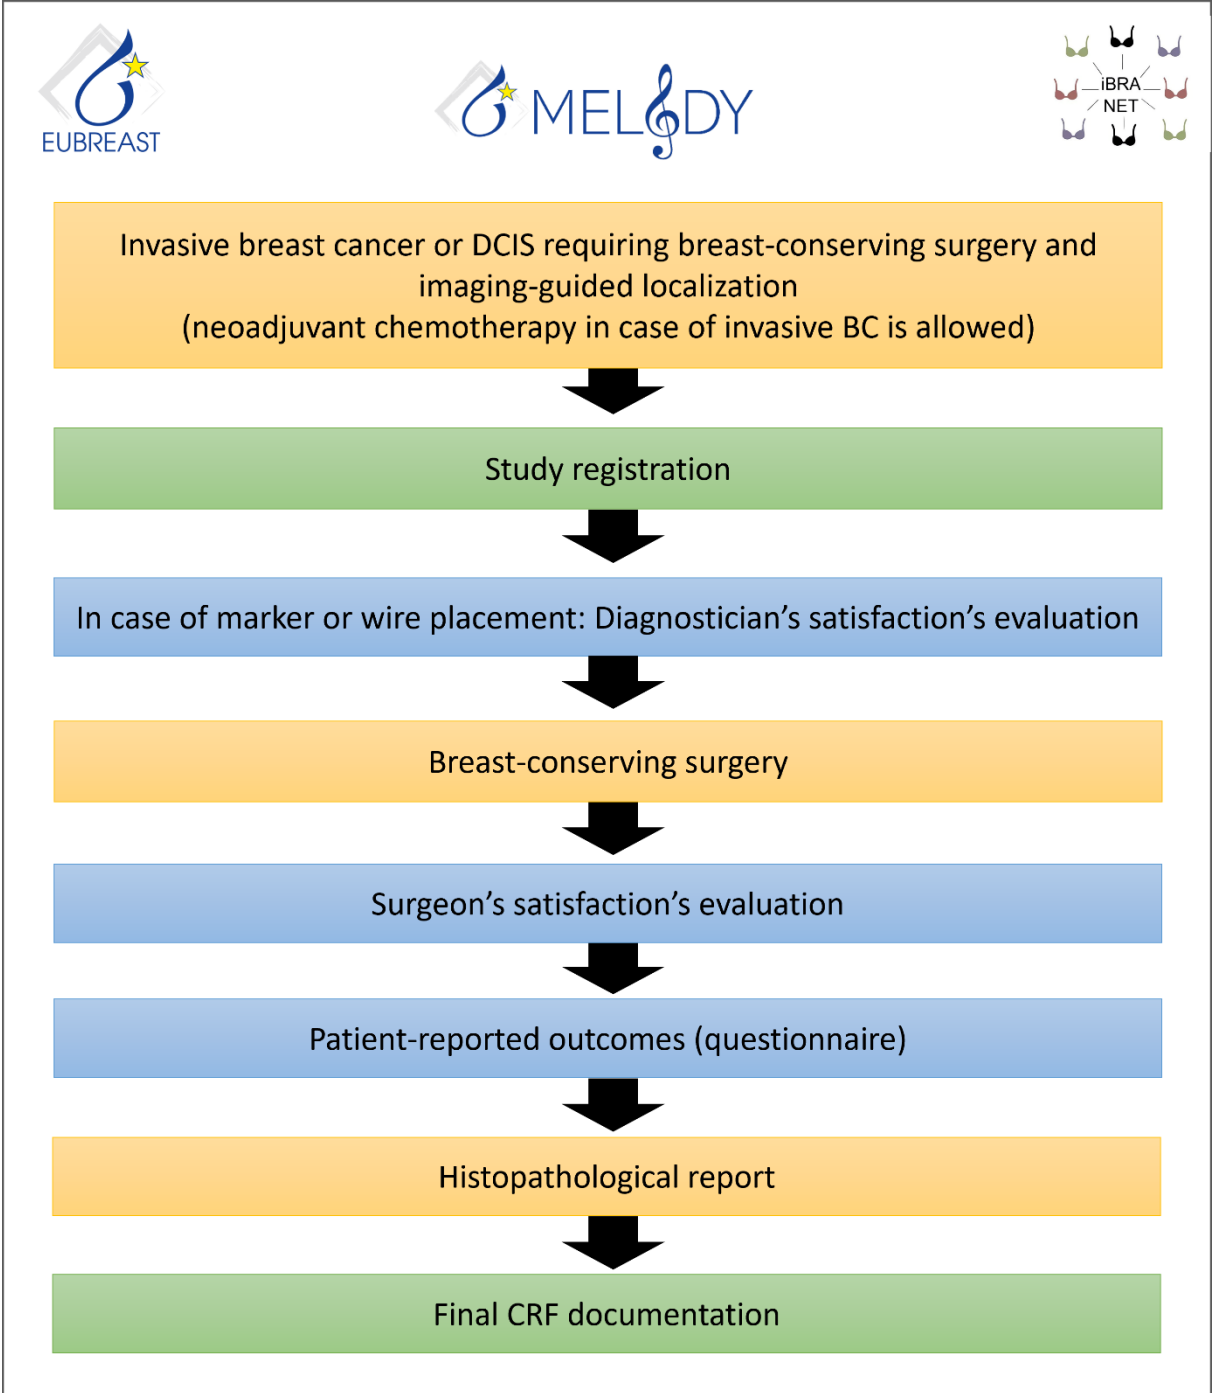 EUBREAST
MELODY
iBRA
NET
Invasive breast cancer or DCIS requiring breast-conserving surgery and
imaging-guided localization
(neoadjuvant chemotherapy in case of invasive BC is allowed)
Study registration
In case of marker or wire placement: Diagnostician’s satisfaction’s evaluation
Breast-conserving surgery
Surgeon’s satisfaction’s evaluation
Patient-reported outcomes (questionnaire)
Histopathological report
Final CRF documentation